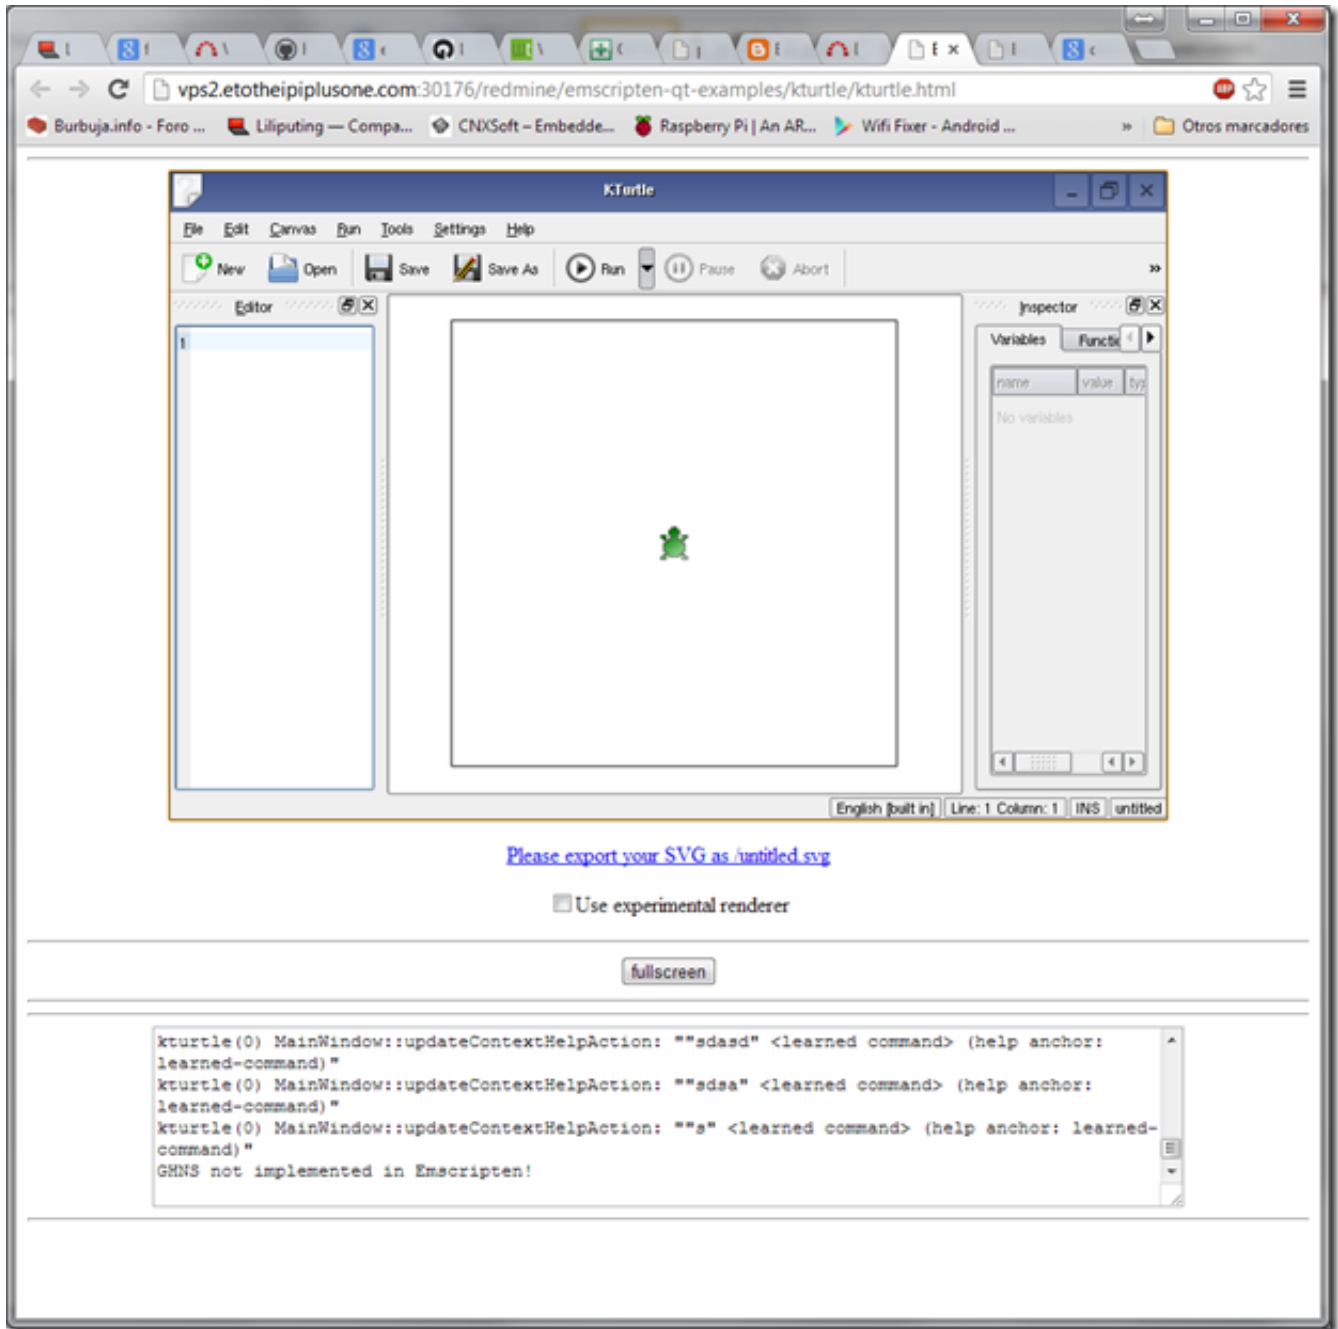 vps2.etotheipiplusone.com:30176/redmine/emscripten-qt-examples/kturtle/kturtle.html
Burbuja.info - Foro ... Liliputing — Compa... CNXSoft – Embedde... Raspberry Pi | An AR... Wifi Fixer - Android ... » Otros marcadores
KTurtle
File Edit Canvas Run Tools Settings Help
New Open Save Save As Run Pause Abort »
Editor Inspector
1
Variables Functio
name value typ
No variables
English [built in] Line: 1 Column: 1 INS untitled
Please export your SVG as /untitled.svg
Use experimental renderer
fullscreen
kturtle(0) MainWindow::updateContextHelpAction: ""sdasd" <learned command> (help anchor:
learned-command)"
kturtle(0) MainWindow::updateContextHelpAction: ""sdsa" <learned command> (help anchor:
learned-command)"
kturtle(0) MainWindow::updateContextHelpAction: ""s" <learned command> (help anchor: learned-
command)"
GHNS not implemented in Emscripten!